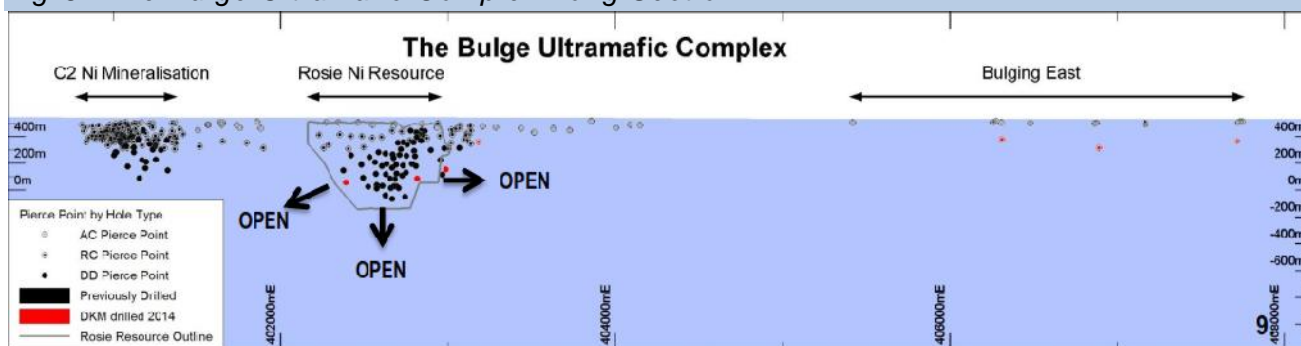 The Bulge Ultramafic Complex
C2 Ni Mineralisation
Rosie Ni Resource
Bulging East
400m
200m
0m
400m
200m
0m
-200m
-400m
-600m
OPEN
OPEN
OPEN
Pierce Point by Hole Type
AC Pierce Point
RC Pierce Point
DD Pierce Point
Previously Drilled
DKM drilled 2014
Rosie Resource Outline
402000mE
404000mE
406000mE
408000mE
9